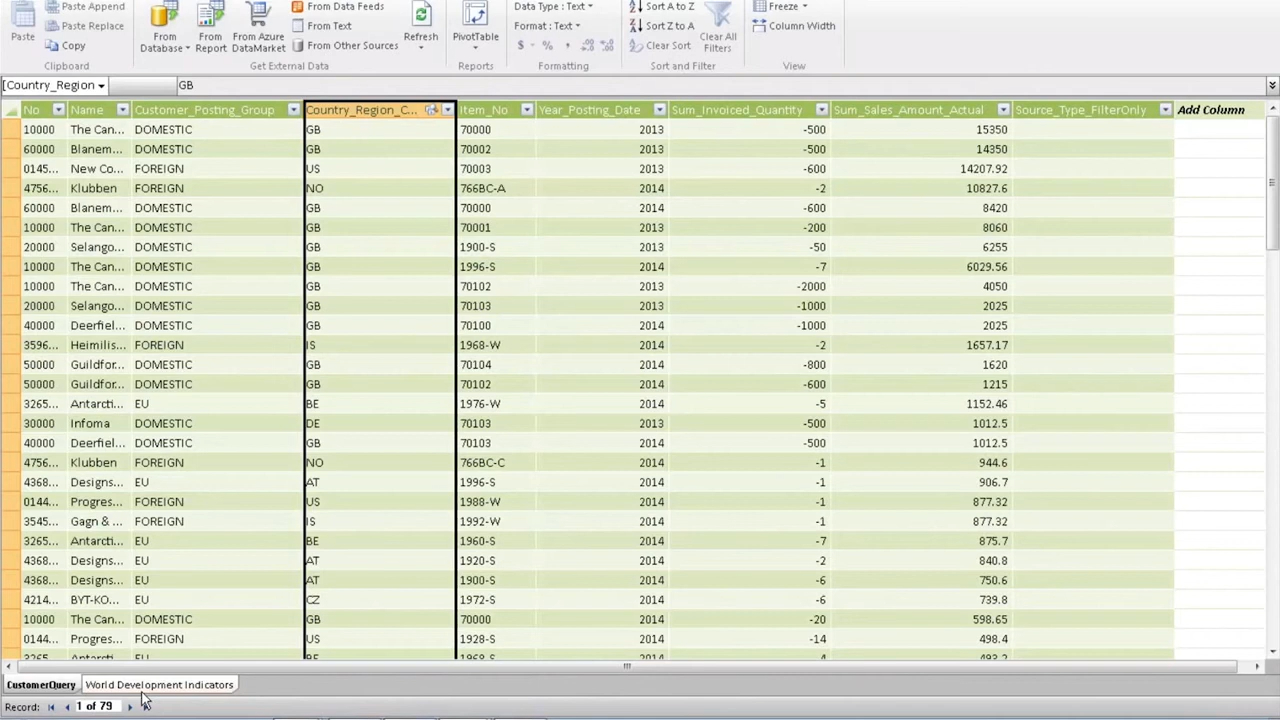 Paste Append
Paste Replace
Copy
Paste
Clipboard
From Database
From Report
From Azure DataMarket
From Data Feeds
From Text
From Other Sources
Get External Data
Refresh
PivotTable
Reports
Data Type : Text
Format : Text
$ % ,
Formatting
Sort A to Z
Sort Z to A
Clear Sort
Clear All Filters
Sort and Filter
Freeze
Column Width
View
[Country_Region GB
No Name Customer_Posting_Group Country_Region_C... Item_No Year_Posting_Date Sum_Invoiced_Quantity Sum_Sales_Amount_Actual Source_Type_FilterOnly Add Column
10000 The Can... DOMESTIC GB 70000 2013 -500 15350
60000 Blanem... DOMESTIC GB 70002 2013 -500 14350
0145... New Co... FOREIGN US 70003 2013 -600 14207.92
4756... Klubben FOREIGN NO 766BC-A 2014 -2 10827.6
60000 Blanem... DOMESTIC GB 70000 2014 -600 8420
10000 The Can... DOMESTIC GB 70001 2013 -200 8060
20000 Selango... DOMESTIC GB 1900-S 2013 -50 6255
10000 The Can... DOMESTIC GB 1996-S 2014 -7 6029.56
10000 The Can... DOMESTIC GB 70102 2013 -2000 4050
20000 Selango... DOMESTIC GB 70103 2013 -1000 2025
40000 Deerfiel... DOMESTIC GB 70100 2014 -1000 2025
3596... Heimilis... FOREIGN IS 1968-W 2014 -2 1657.17
50000 Guildfor... DOMESTIC GB 70104 2014 -800 1620
50000 Guildfor... DOMESTIC GB 70102 2014 -600 1215
3265... Antarcti... EU BE 1976-W 2014 -5 1152.46
30000 Infoma DOMESTIC DE 70103 2013 -500 1012.5
40000 Deerfiel... DOMESTIC GB 70103 2014 -500 1012.5
4756... Klubben FOREIGN NO 766BC-C 2014 -1 944.6
4368... Designs... EU AT 1996-S 2014 -1 906.7
0144... Progres... FOREIGN US 1988-W 2014 -1 877.32
3545... Gagn & ... FOREIGN IS 1992-W 2014 -1 877.32
3265... Antarcti... EU BE 1960-S 2014 -7 875.7
4368... Designs... EU AT 1920-S 2014 -2 840.8
4368... Designs... EU AT 1900-S 2014 -6 750.6
4214... BYT-KO... EU CZ 1972-S 2014 -6 739.8
10000 The Can... DOMESTIC GB 70000 2014 -20 598.65
0144... Progres... FOREIGN US 1928-S 2014 -14 498.4
3265... Antarcti... EU BE 1968-S 2014
CustomerQuery World Development Indicators
Record: 1 of 79